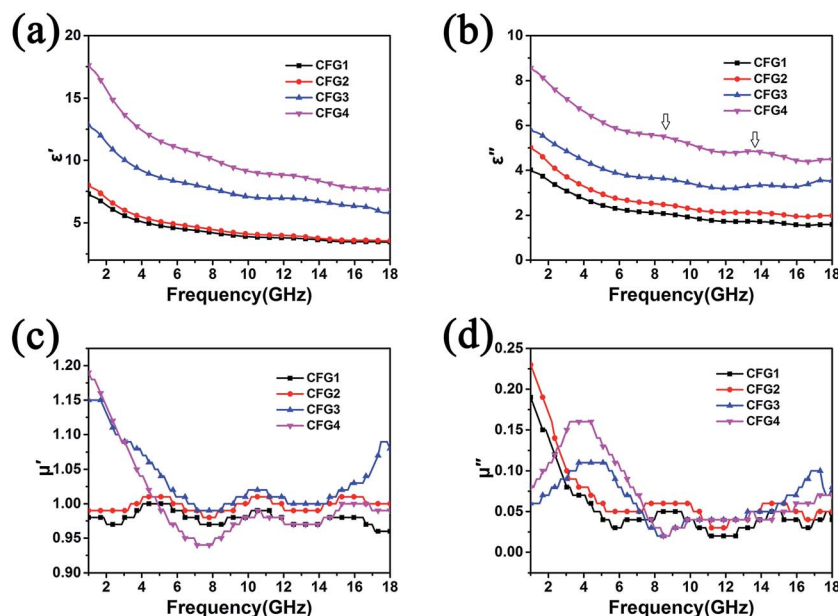 (a)
20
15
10
5
ε′
CFG1
CFG2
CFG3
CFG4
2 4 6 8 10 12 14 16 18
Frequency(GHz)
(b)
10
8
6
4
2
0
ε″
CFG1
CFG2
CFG3
CFG4
2 4 6 8 10 12 14 16 18
Frequency(GHz)
(c)
1.20
1.15
1.10
1.05
1.00
0.95
0.90
μ′
CFG1
CFG2
CFG3
CFG4
2 4 6 8 10 12 14 16 18
Frequency(GHz)
(d)
0.25
0.20
0.15
0.10
0.05
0.00
μ″
CFG1
CFG2
CFG3
CFG4
2 4 6 8 10 12 14 16 18
Frequency(GHz)